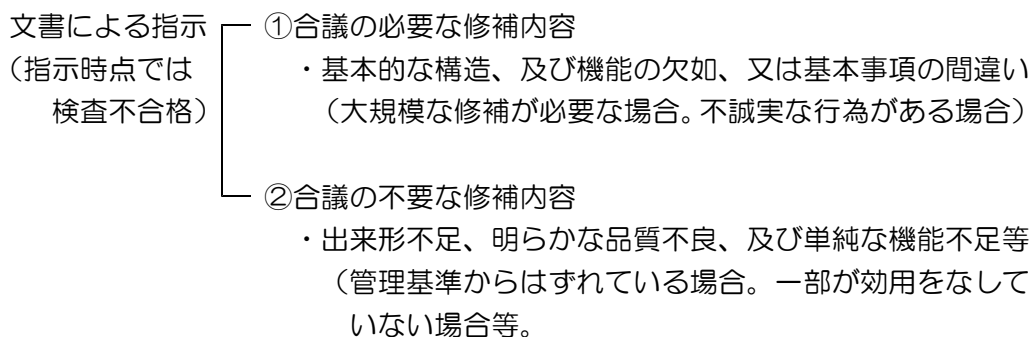 文書による指示 ①合議の必要な修補内容
(指示時点では ・基本的な構造、及び機能の欠如、又は基本事項の間違い
検査不合格) (大規模な修補が必要な場合。不誠実な行為がある場合)
②合議の不要な修補内容
・出来形不足、明らかな品質不良、及び単純な機能不足等
(管理基準からはずれている場合。一部が効用をなして
いない場合等。